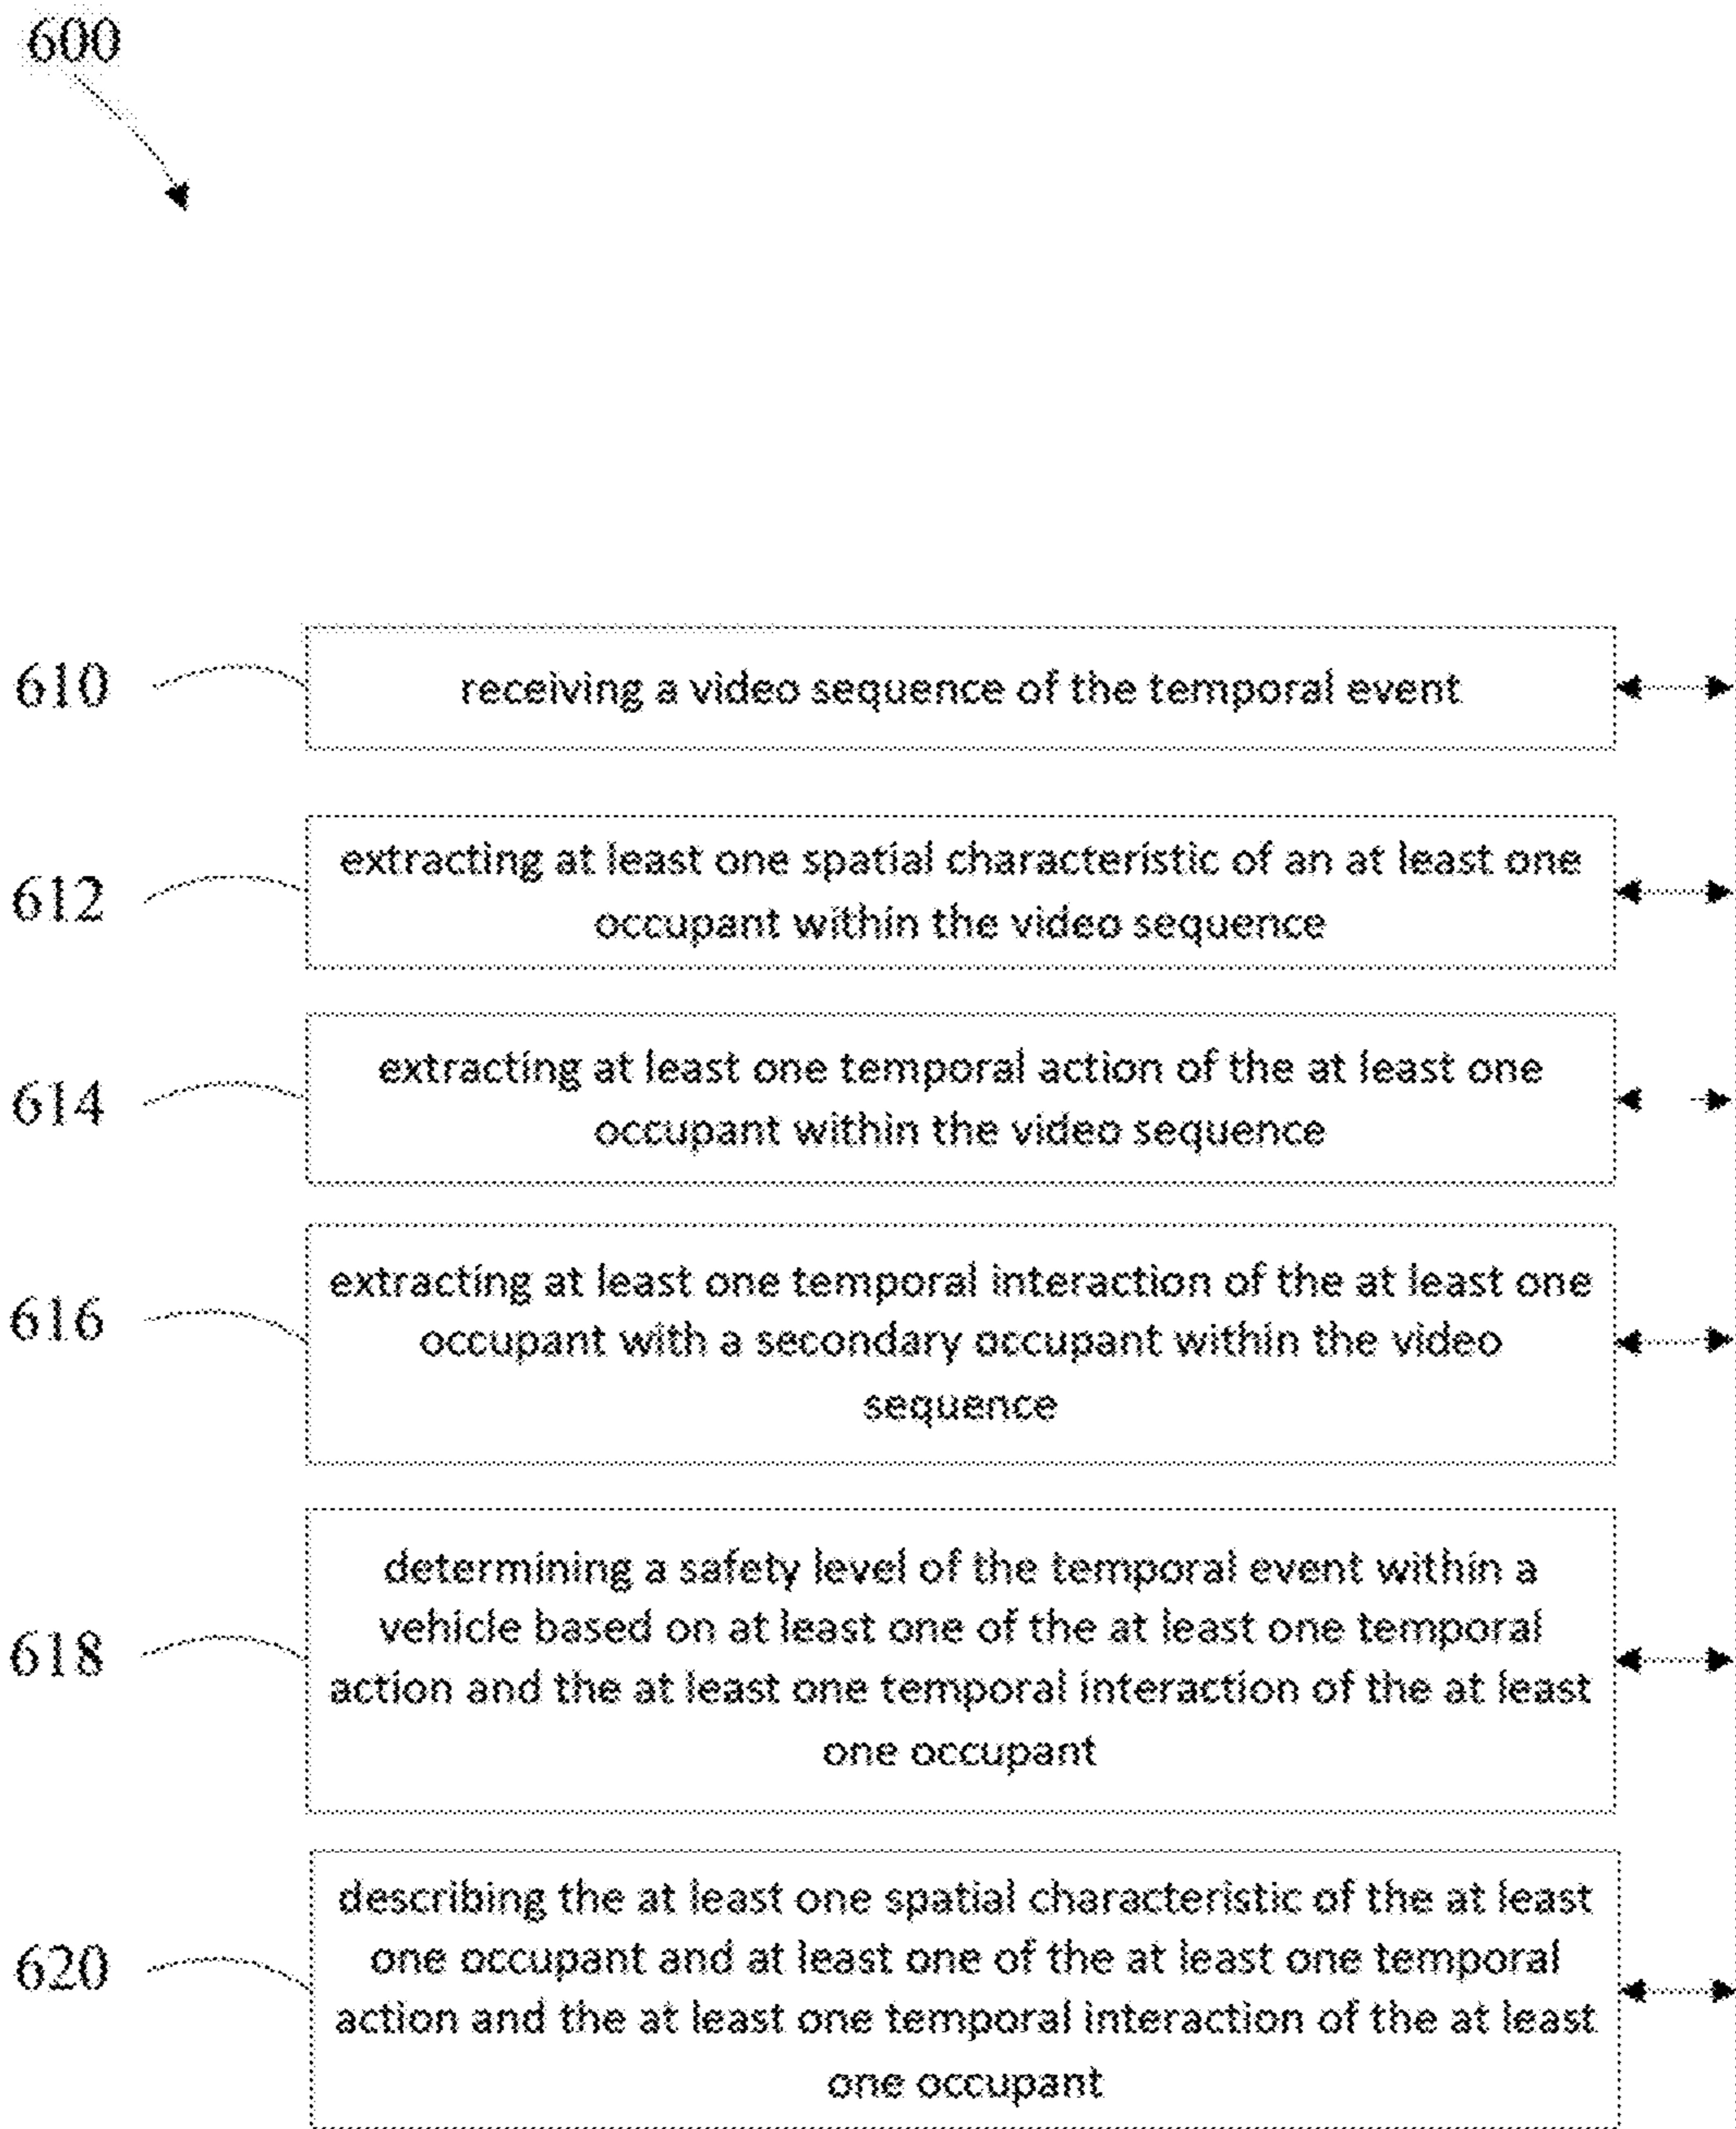 600
610
receiving a video sequence of the temporal event
612
extracting at least one spatial characteristic of an at least one
occupant within the video sequence
614
extracting at least one temporal action of the at least one
occupant within the video sequence
616
extracting at least one temporal interaction of the at least one
occupant with a secondary occupant within the video
sequence
618
determining a safety level of the temporal event within a
vehicle based on at least one of the at least one temporal
action and the at least one temporal interaction of the at least
one occupant
620
describing the at least one spatial characteristic of the at least
one occupant and at least one of the at least one temporal
action and the at least one temporal interaction of the at least
one occupant